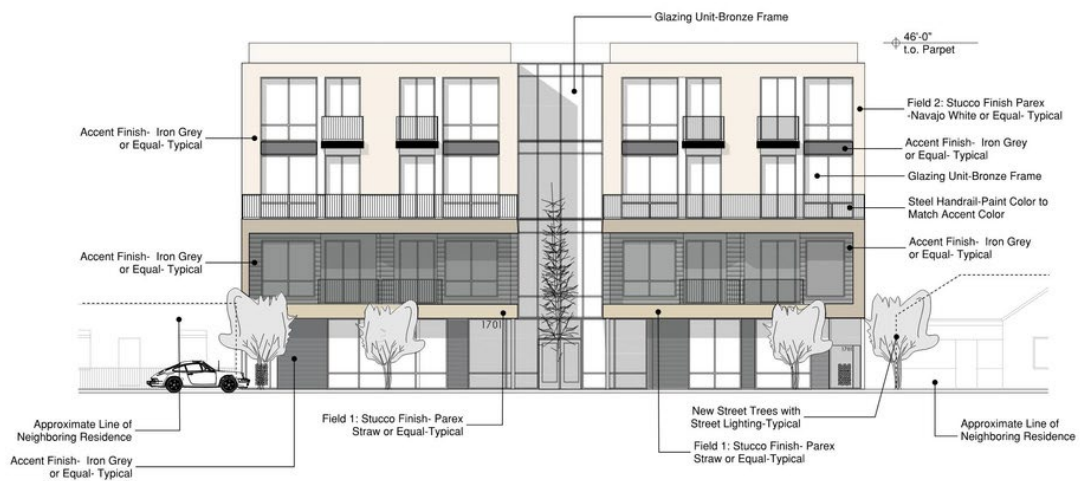 Glazing Unit-Bronze Frame
46'-0"
t.o. Parpet
Field 2: Stucco Finish Parex
-Navajo White or Equal- Typical
Accent Finish- Iron Grey
or Equal- Typical
Accent Finish- Iron Grey
or Equal- Typical
Glazing Unit-Bronze Frame
Steel Handrail-Paint Color to
Match Accent Color
Accent Finish- Iron Grey
or Equal- Typical
Accent Finish- Iron Grey
or Equal- Typical
1701
Approximate Line of
Neighboring Residence
Field 1: Stucco Finish- Parex
Straw or Equal-Typical
New Street Trees with
Street Lighting-Typical
Approximate Line of
Neighboring Residence
Accent Finish- Iron Grey
or Equal- Typical
Field 1: Stucco Finish- Parex
Straw or Equal-Typical